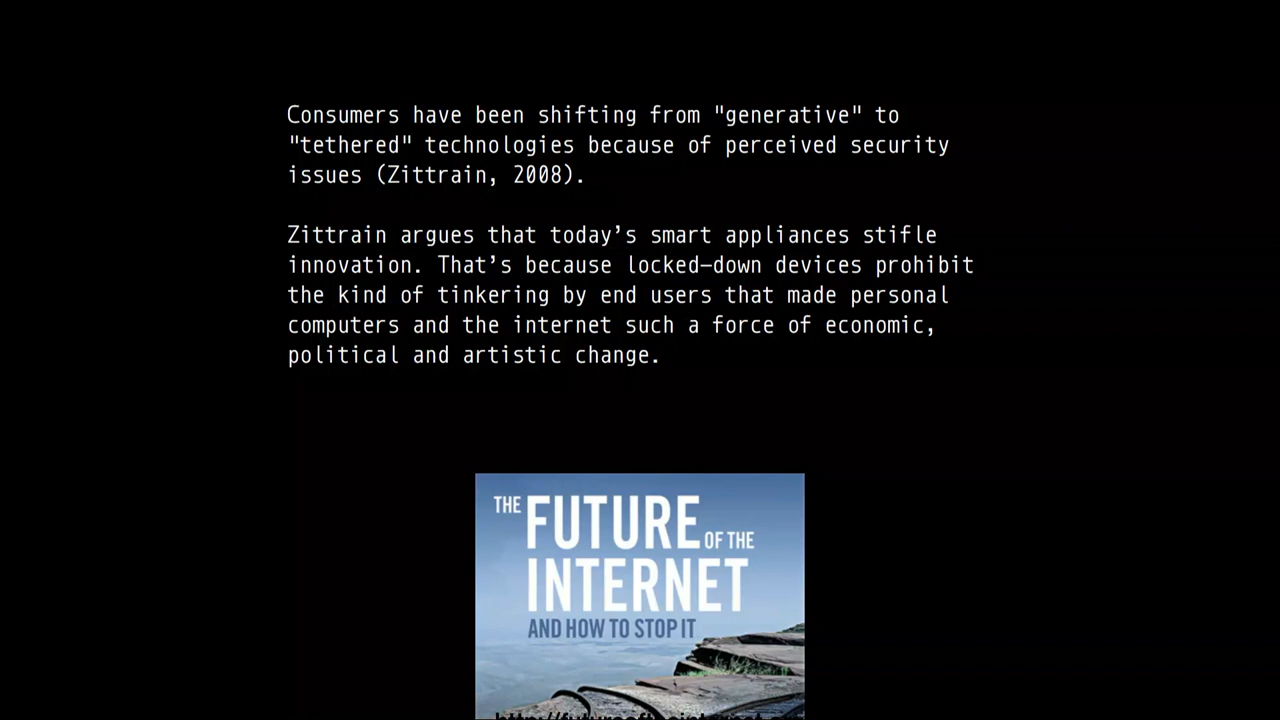 Consumers have been shifting from "generative" to
"tethered" technologies because of perceived security
issues (Zittrain, 2008).
Zittrain argues that today’s smart appliances stifle
innovation. That’s because locked–down devices prohibit
the kind of tinkering by end users that made personal
computers and the internet such a force of economic,
political and artistic change.
THE FUTURE OF THE
INTERNET
AND HOW TO STOP IT